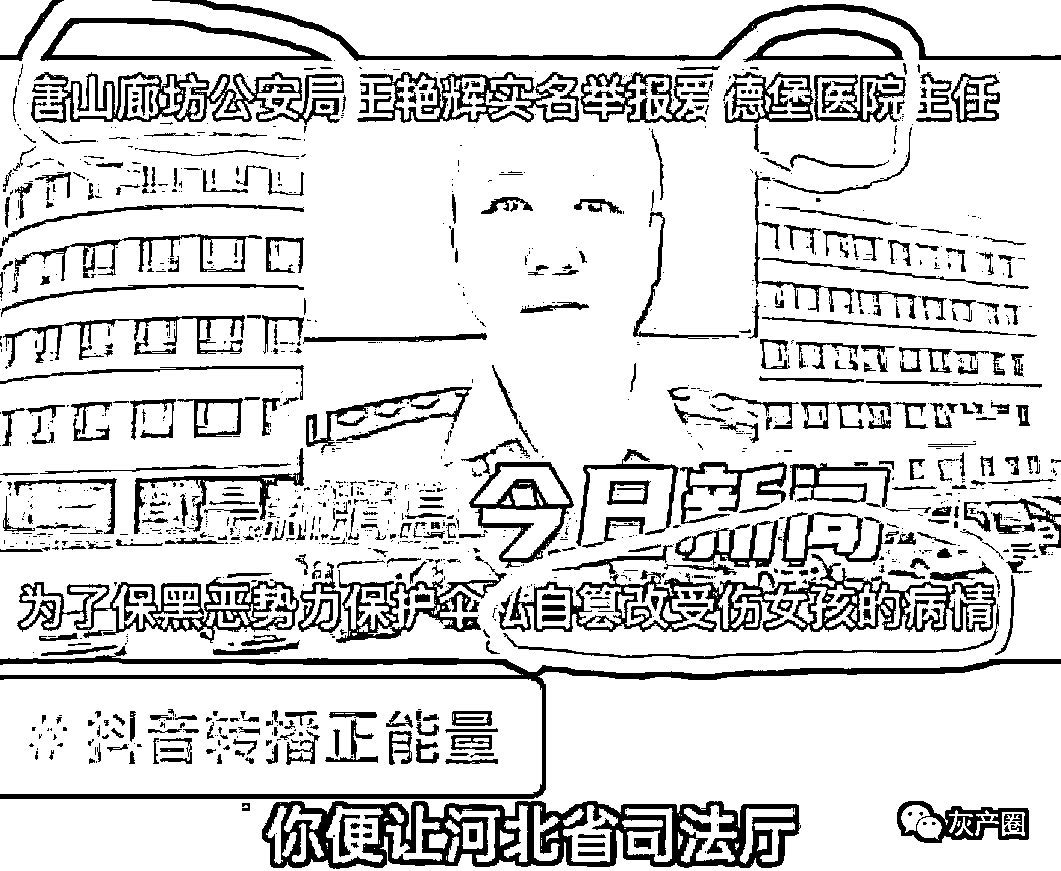 唐山廊坊公安局王艳辉实名举报爱德堡医院主任
今日新闻
为了保黑恶势力保护伞私自篡改受伤女孩的病情
# 抖音转播正能量
你便让河北省司法厅
灰产圈